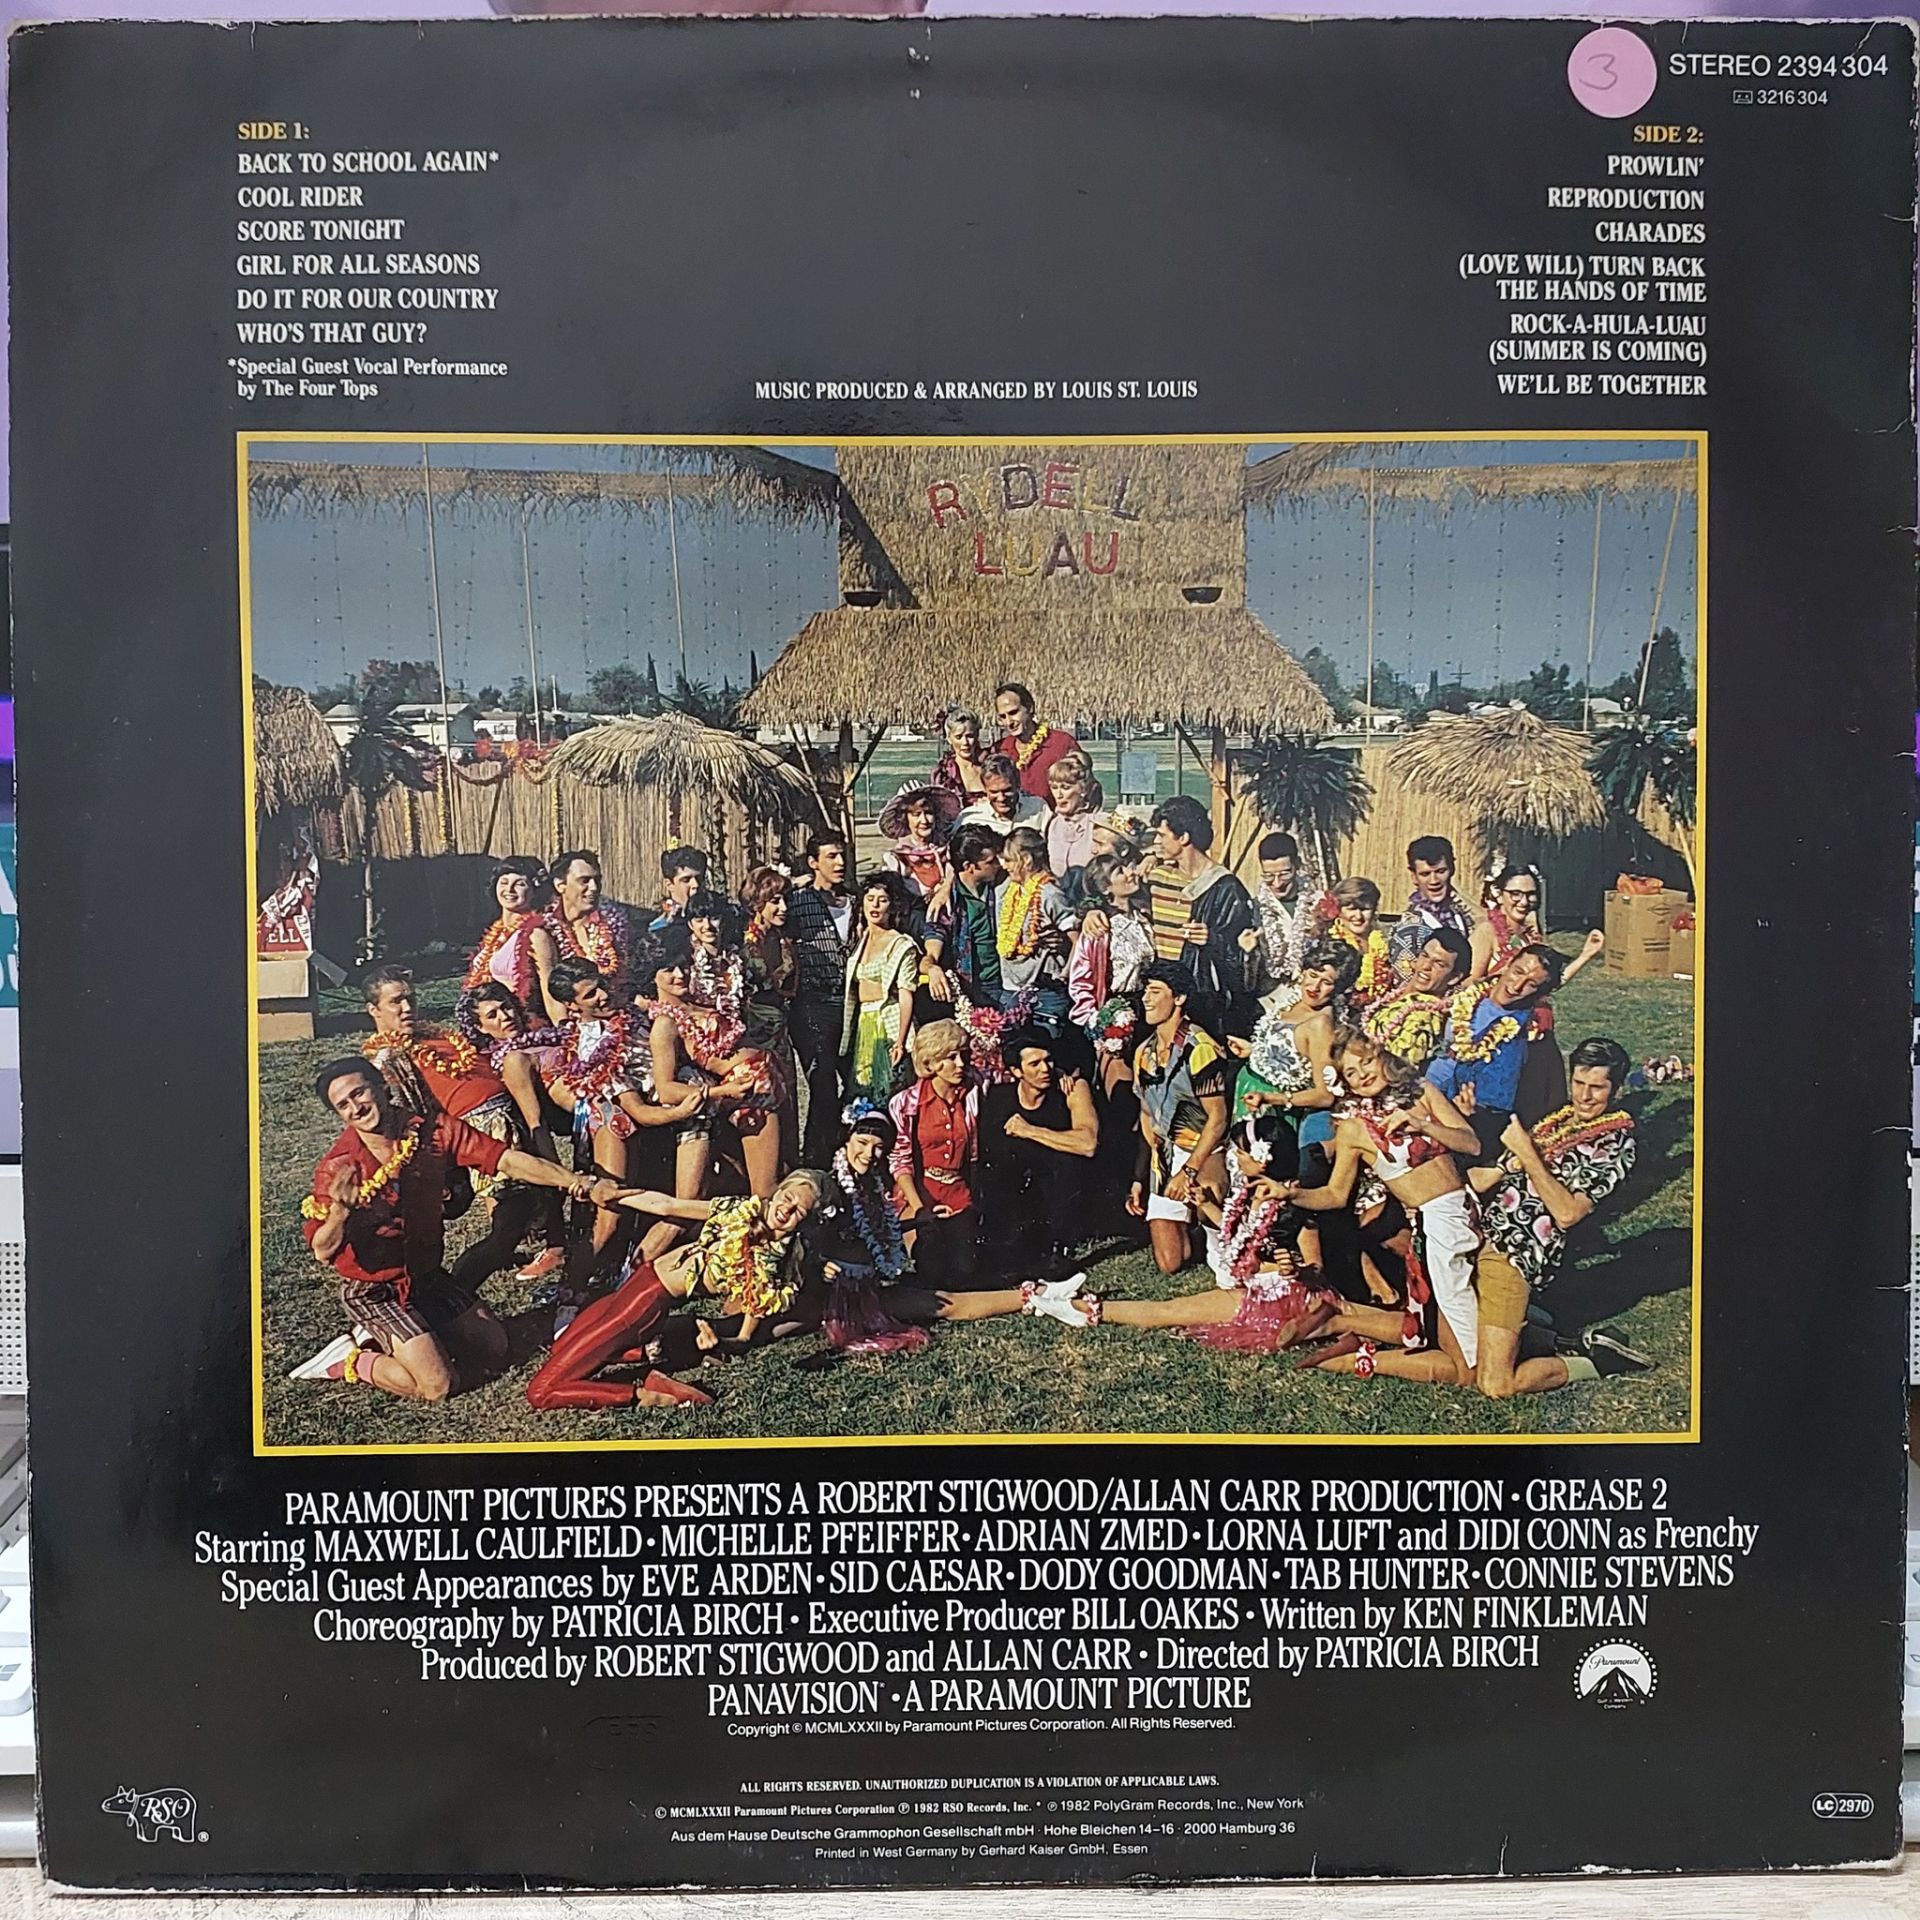 3
STEREO 2394 304
3216 304
SIDE 1:
BACK TO SCHOOL AGAIN*
COOL RIDER
SCORE TONIGHT
GIRL FOR ALL SEASONS
DO IT FOR OUR COUNTRY
WHO'S THAT GUY?
*Special Guest Vocal Performance
by The Four Tops
MUSIC PRODUCED & ARRANGED BY LOUIS ST. LOUIS
SIDE 2:
PROWLIN'
REPRODUCTION
CHARADES
(LOVE WILL) TURN BACK
THE HANDS OF TIME
ROCK-A-HULA-LUAU
(SUMMER IS COMING)
WE'LL BE TOGETHER
RYDELL
LUAU
ELL
PARAMOUNT PICTURES PRESENTS A ROBERT STIGWOOD/ALLAN CARR PRODUCTION • GREASE 2
Starring MAXWELL CAULFIELD • MICHELLE PFEIFFER • ADRIAN ZMED • LORNA LUFT and DIDI CONN as Frenchy
Special Guest Appearances by EVE ARDEN • SID CAESAR • DODY GOODMAN • TAB HUNTER • CONNIE STEVENS
Choreography by PATRICIA BIRCH • Executive Producer BILL OAKES • Written by KEN FINKLEMAN
Produced by ROBERT STIGWOOD and ALLAN CARR • Directed by PATRICIA BIRCH
PANAVISION® • A PARAMOUNT PICTURE
Copyright © MCMLXXXII by Paramount Pictures Corporation. All Rights Reserved.
Paramount
A
Gulf + Western
Company
ALL RIGHTS RESERVED. UNAUTHORIZED DUPLICATION IS A VIOLATION OF APPLICABLE LAWS.
© MCMLXXXII Paramount Pictures Corporation ℗ 1982 RSO Records, Inc. * ℗ 1982 PolyGram Records, Inc., New York
Aus dem Hause Deutsche Grammophon Gesellschaft mbH · Hohe Bleichen 14–16 · 2000 Hamburg 36
Printed in West Germany by Gerhard Kaiser GmbH, Essen
RSO ®
LC 2970